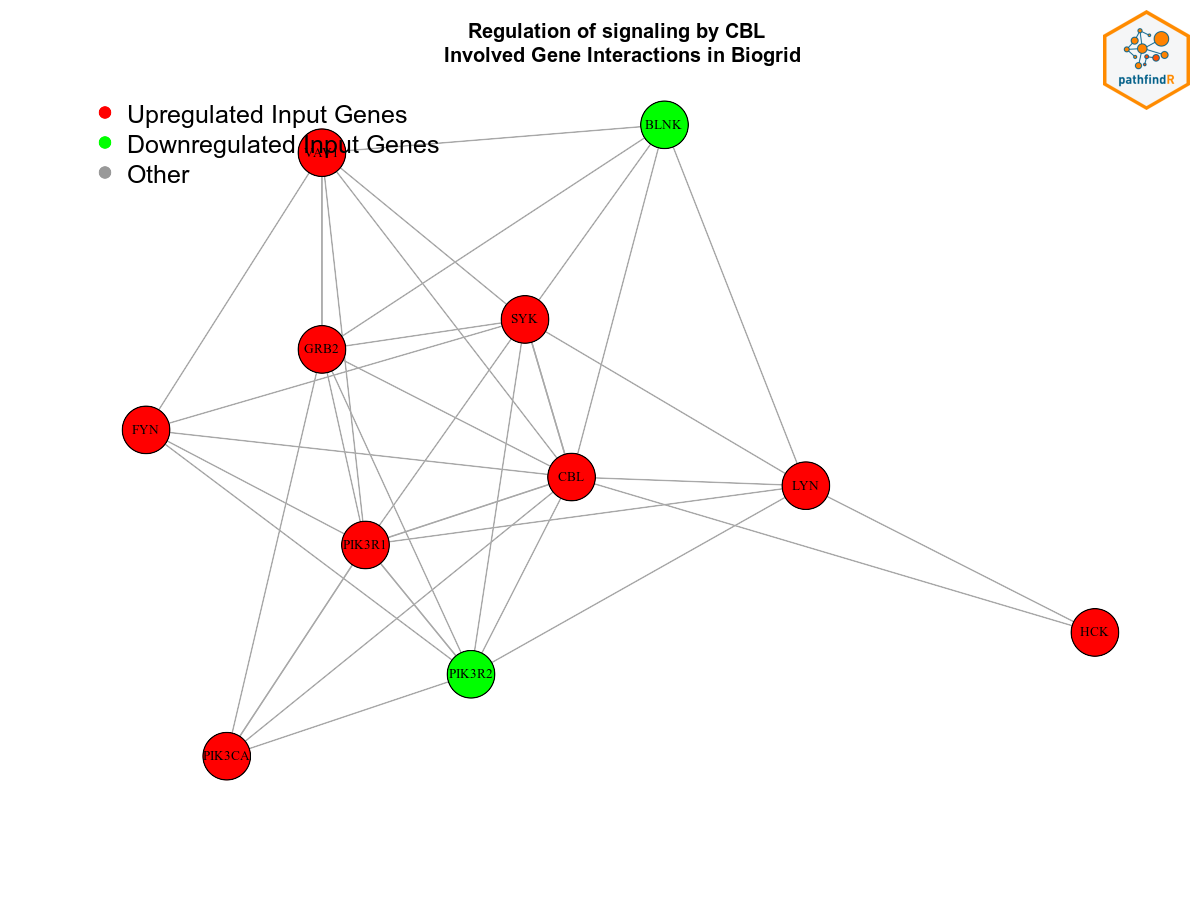 Regulation of signaling by CBL
Involved Gene Interactions in Biogrid
pathfindR
Upregulated Input Genes
Downregulated Input Genes
Other
BLNK
SYK
GRB2
FYN
CBL
LYN
PIK3R1
HCK
PIK3R2
PIK3CA